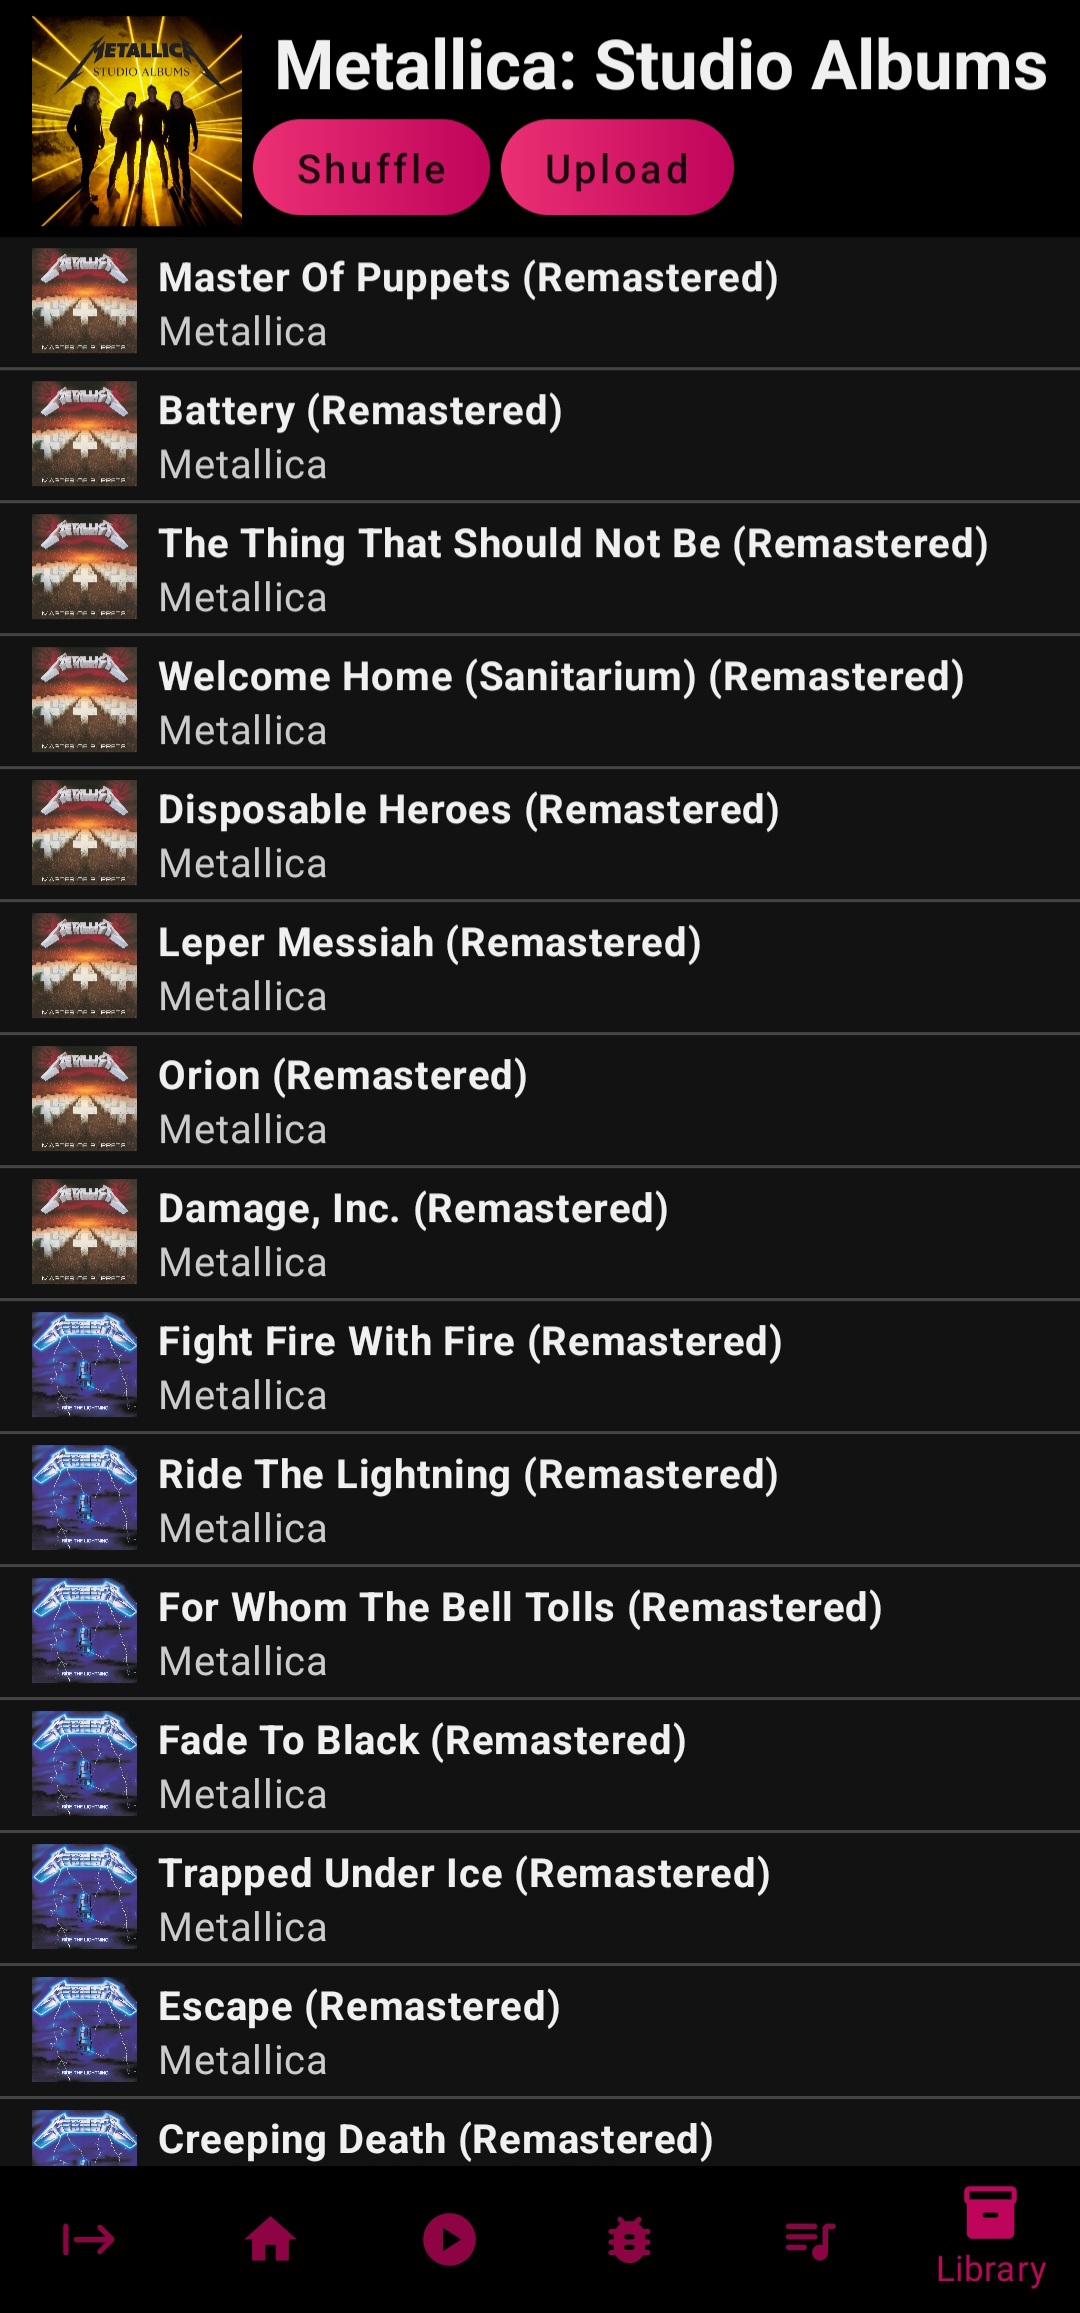 METALLICA
STUDIO ALBUMS
Metallica: Studio Albums
Shuffle
Upload
Master Of Puppets (Remastered)
Metallica
Battery (Remastered)
Metallica
The Thing That Should Not Be (Remastered)
Metallica
Welcome Home (Sanitarium) (Remastered)
Metallica
Disposable Heroes (Remastered)
Metallica
Leper Messiah (Remastered)
Metallica
Orion (Remastered)
Metallica
Damage, Inc. (Remastered)
Metallica
Fight Fire With Fire (Remastered)
Metallica
Ride The Lightning (Remastered)
Metallica
For Whom The Bell Tolls (Remastered)
Metallica
Fade To Black (Remastered)
Metallica
Trapped Under Ice (Remastered)
Metallica
Escape (Remastered)
Metallica
Creeping Death (Remastered)
Library